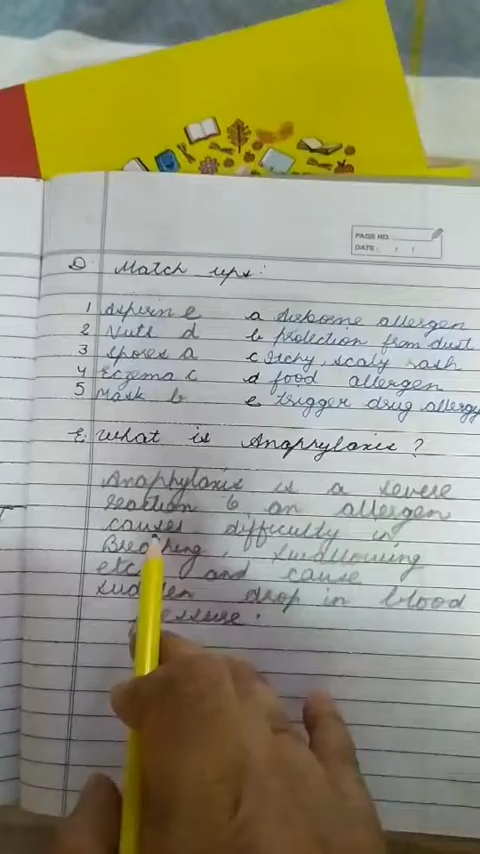 PAGE NO.
DATE: / /
D. Match ups:
1 Aspirin e a airborne allergen
2 Nuts d b protection from dust
3 Spores a c Itchy, scaly rash
4 Eczema c d food allergen
5 Mask b e trigger drug allergy
E. What is Anaphylaxis ?
Anaphylaxis is a severe
reaction to an allergen
causes difficulty in
Breathing, swallowing
etc and cause
sudden drop in blood